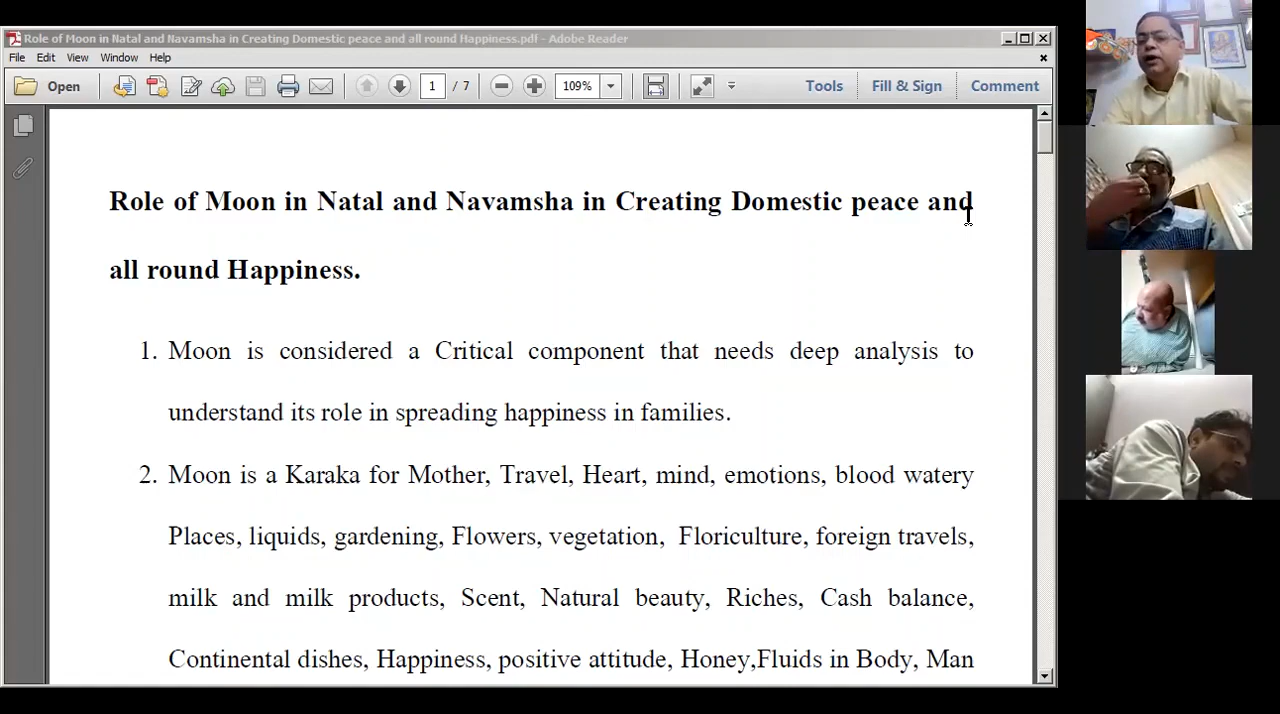 Role of Moon in Natal and Navamsha in Creating Domestic peace and all round Happiness.pdf - Adobe Reader
File Edit View Window Help
Open 1 / 7 109% Tools Fill & Sign Comment
Role of Moon in Natal and Navamsha in Creating Domestic peace and
all round Happiness.
1. Moon is considered a Critical component that needs deep analysis to
understand its role in spreading happiness in families.
2. Moon is a Karaka for Mother, Travel, Heart, mind, emotions, blood watery
Places, liquids, gardening, Flowers, vegetation, Floriculture, foreign travels,
milk and milk products, Scent, Natural beauty, Riches, Cash balance,
Continental dishes, Happiness, positive attitude, Honey,Fluids in Body, Man